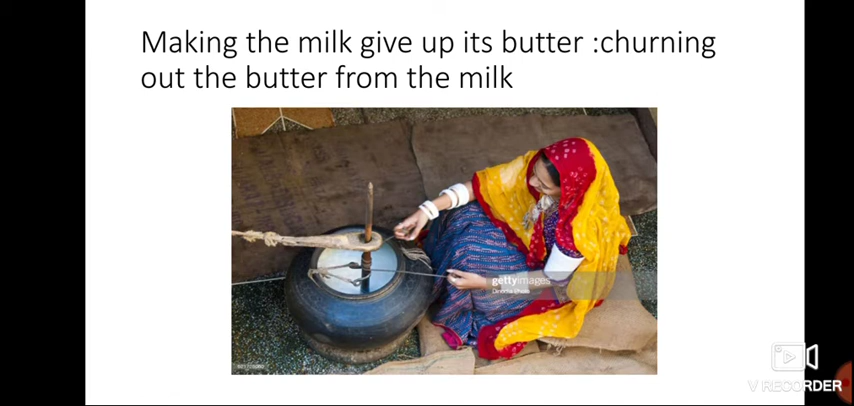 Making the milk give up its butter :churning
out the butter from the milk
gettyimages
V RECORDER